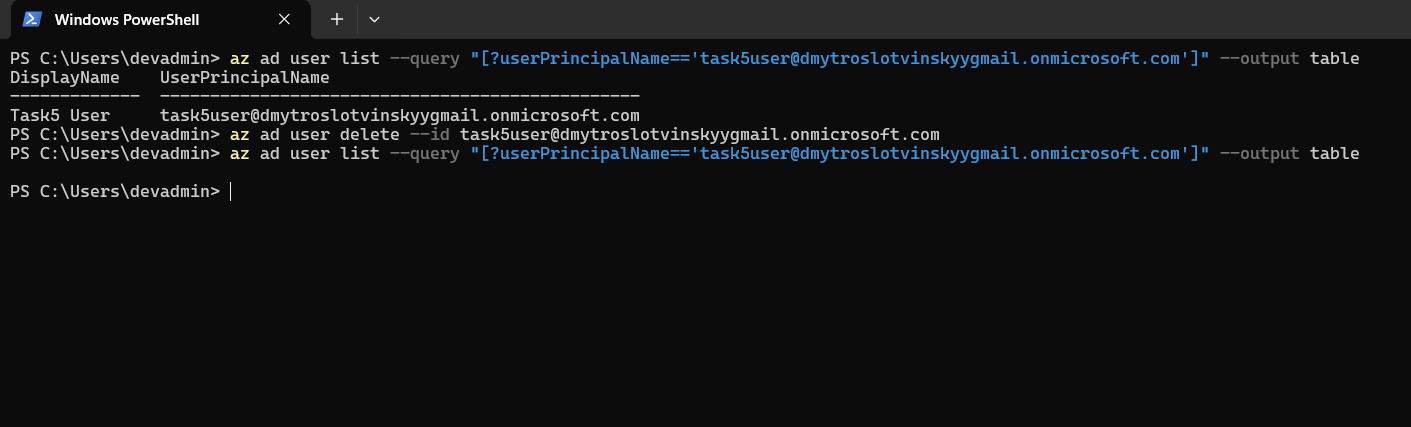 Windows PowerShell
PS C:\Users\devadmin> az ad user list --query "[?userPrincipalName=='task5user@dmytroslotvinskyygmail.onmicrosoft.com']" --output table
DisplayName    UserPrincipalName
-------------  ------------------------------------------------
Task5 User     task5user@dmytroslotvinskyygmail.onmicrosoft.com
PS C:\Users\devadmin> az ad user delete --id task5user@dmytroslotvinskyygmail.onmicrosoft.com
PS C:\Users\devadmin> az ad user list --query "[?userPrincipalName=='task5user@dmytroslotvinskyygmail.onmicrosoft.com']" --output table
PS C:\Users\devadmin>